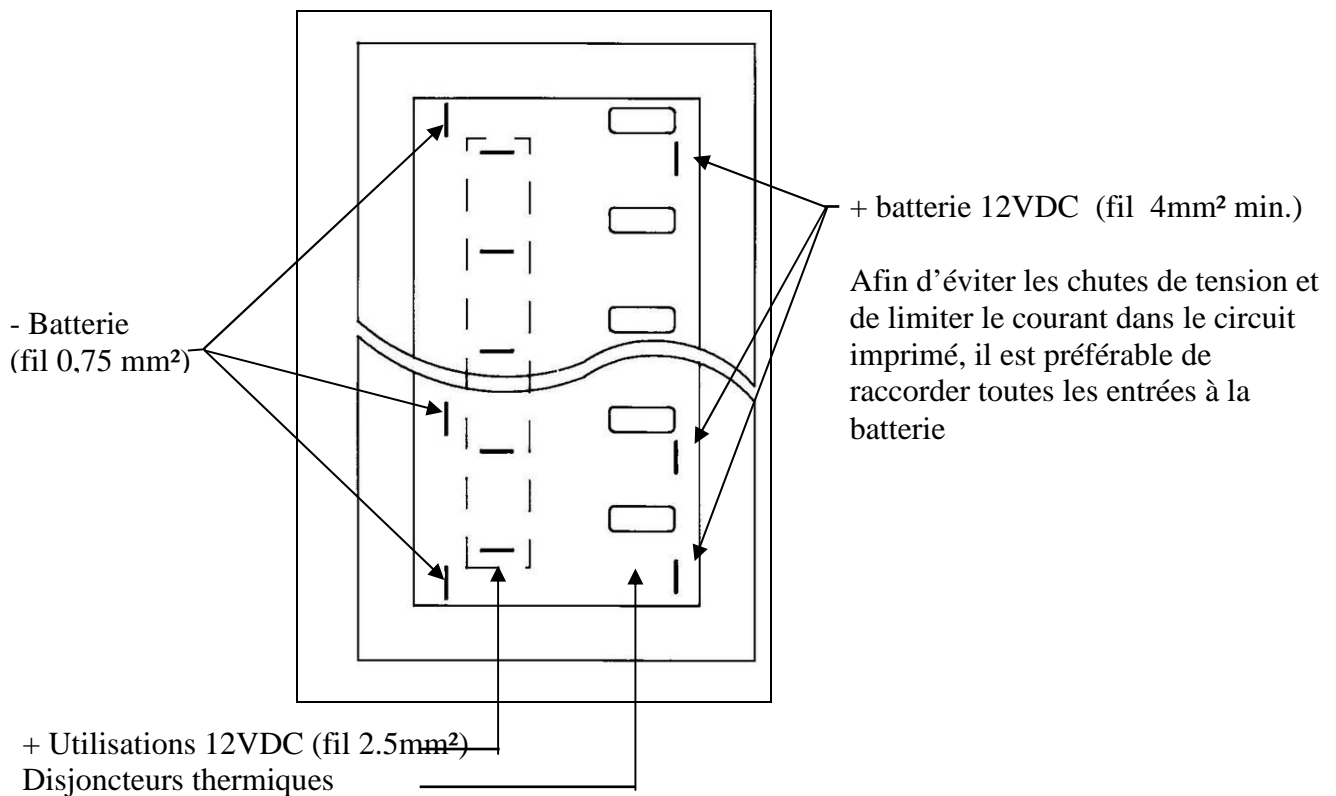 + batterie 12VDC (fil 4mm² min.)
Afin d’éviter les chutes de tension et
de limiter le courant dans le circuit
imprimé, il est préférable de
raccorder toutes les entrées à la
batterie
- Batterie
(fil 0,75 mm²)
+ Utilisations 12VDC (fil 2.5mm²)
Disjoncteurs thermiques